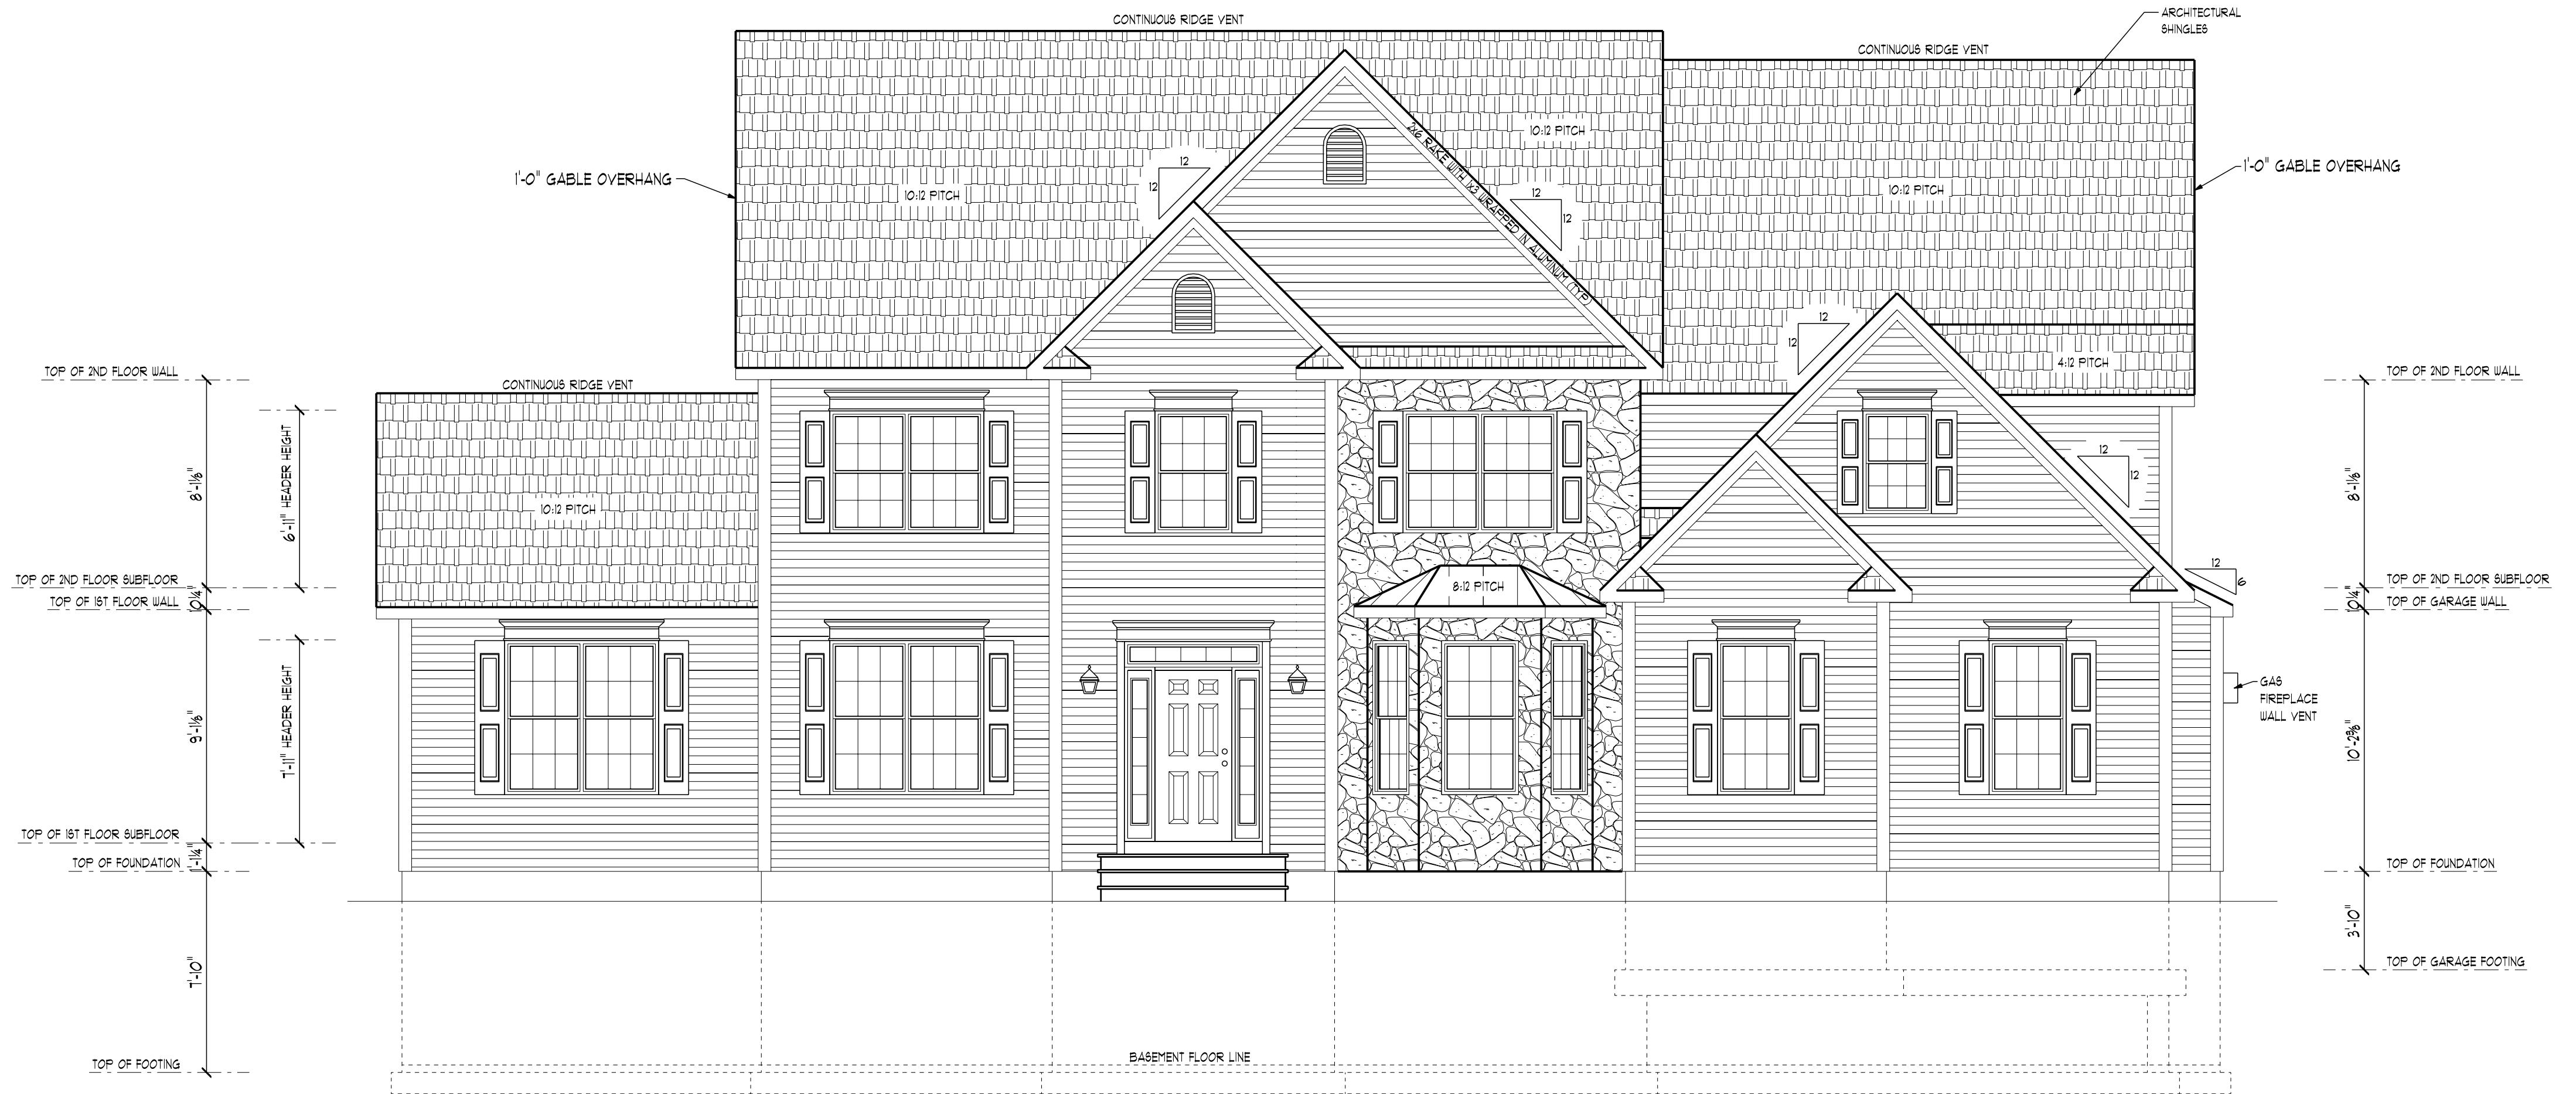 CONTINUOUS RIDGE VENT
ARCHITECTURAL
SHINGLES
CONTINUOUS RIDGE VENT
10:12 PITCH
2x6 RAKE WITH 1x3 WRAPPED IN ALUMINUM (TYP)
12
12
12
12
1'-0" GABLE OVERHANG
10:12 PITCH
10:12 PITCH
1'-0" GABLE OVERHANG
12
12
4:12 PITCH
TOP OF 2ND FLOOR WALL
CONTINUOUS RIDGE VENT
TOP OF 2ND FLOOR WALL
8'-1⅛"
6'-11" HEADER HEIGHT
10:12 PITCH
12
12
8'-1⅛"
TOP OF 2ND FLOOR SUBFLOOR
10¼"
TOP OF 1ST FLOOR WALL
8:12 PITCH
12
6
TOP OF 2ND FLOOR SUBFLOOR
10¼"
TOP OF GARAGE WALL
9'-1⅛"
7'-11" HEADER HEIGHT
GAS
FIREPLACE
WALL VENT
10'-2⅜"
TOP OF 1ST FLOOR SUBFLOOR
1'-1¼"
TOP OF FOUNDATION
TOP OF FOUNDATION
7'-10"
3'-10"
TOP OF GARAGE FOOTING
BASEMENT FLOOR LINE
TOP OF FOOTING